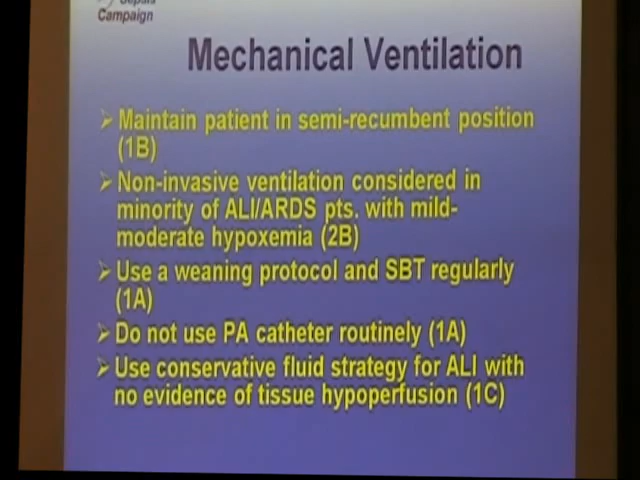 Sepsis
Campaign
Mechanical Ventilation
➢ Maintain patient in semi-recumbent position
(1B)
➢ Non-invasive ventilation considered in
minority of ALI/ARDS pts. with mild-
moderate hypoxemia (2B)
➢ Use a weaning protocol and SBT regularly
(1A)
➢ Do not use PA catheter routinely (1A)
➢ Use conservative fluid strategy for ALI with
no evidence of tissue hypoperfusion (1C)